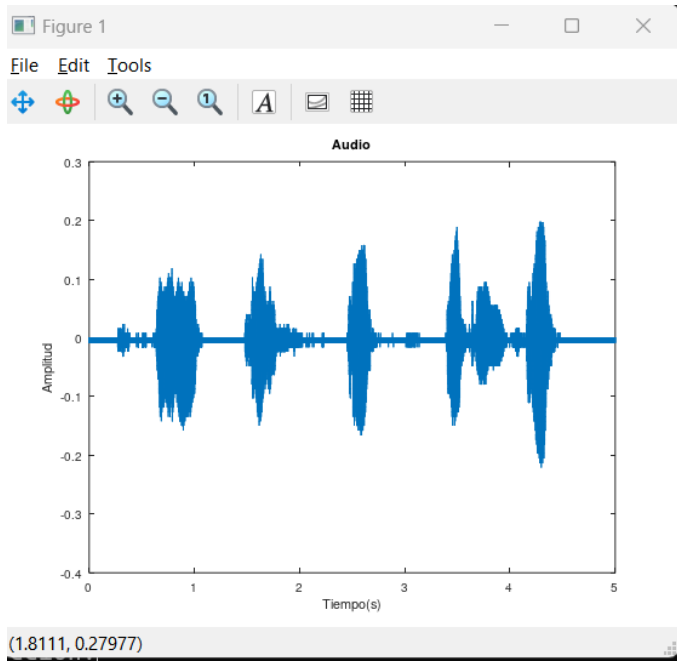 Figure 1
File Edit Tools
A
Audio
0.3
0.2
0.1
0
-0.1
-0.2
-0.3
-0.4
Amplitud
0 1 2 3 4 5
Tiempo(s)
(1.8111, 0.27977)